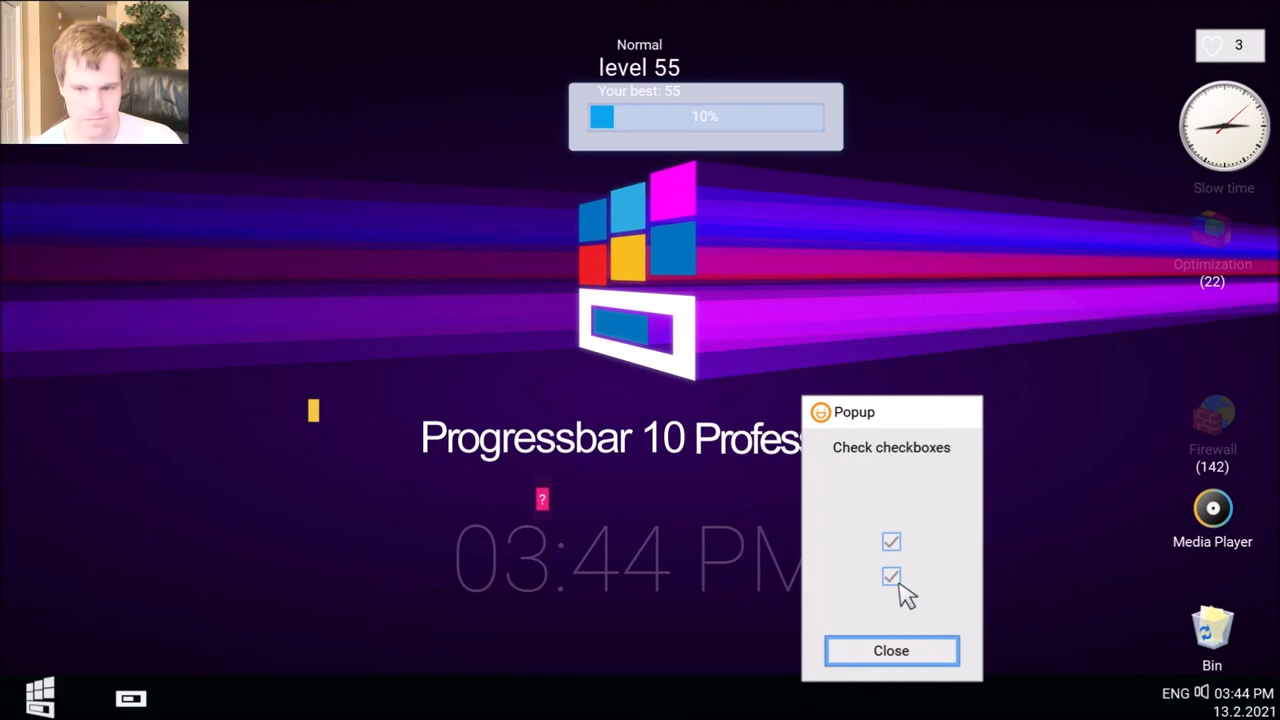 Normal
level 55
Your best: 55
10%
3
Slow time
Optimization
(22)
Popup
Check checkboxes
Progressbar 10 Profess
Firewall
(142)
?
Media Player
03:44 PM
Close
Bin
ENG 03:44 PM
13.2.2021